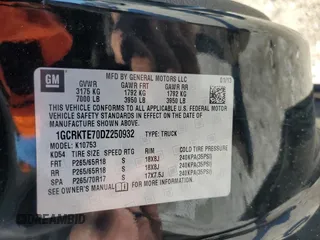 GM
MFD BY GENERAL MOTORS LLC
GVWR GAWR FRT GAWR RR
3175 KG 1792 KG 1792 KG
7000 LB 3950 LB 3950 LB
THIS VEHICLE CONFORMS TO ALL APPLICABLE U.S. FEDERAL MOTOR
VEHICLE SAFETY STANDARDS IN EFFECT ON THE DATE OF
MANUFACTURE SHOWN ABOVE.
1GCRKTE70DZ250932 TYPE: TRUCK
MODEL: K10753
KD54 TIRE SIZE SPEED RTG RIM COLD TIRE PRESSURE
FRT P265/65R18 S 18X8J 240KPA(35PSI)
RR P265/65R18 S 18X8J 240KPA(35PSI)
SPA P265/70R17 S 17X7.5J 240KPA(35PSI)
SEE OWNER'S MANUAL FOR ADDITIONAL INFORMATION.
AMERIBID